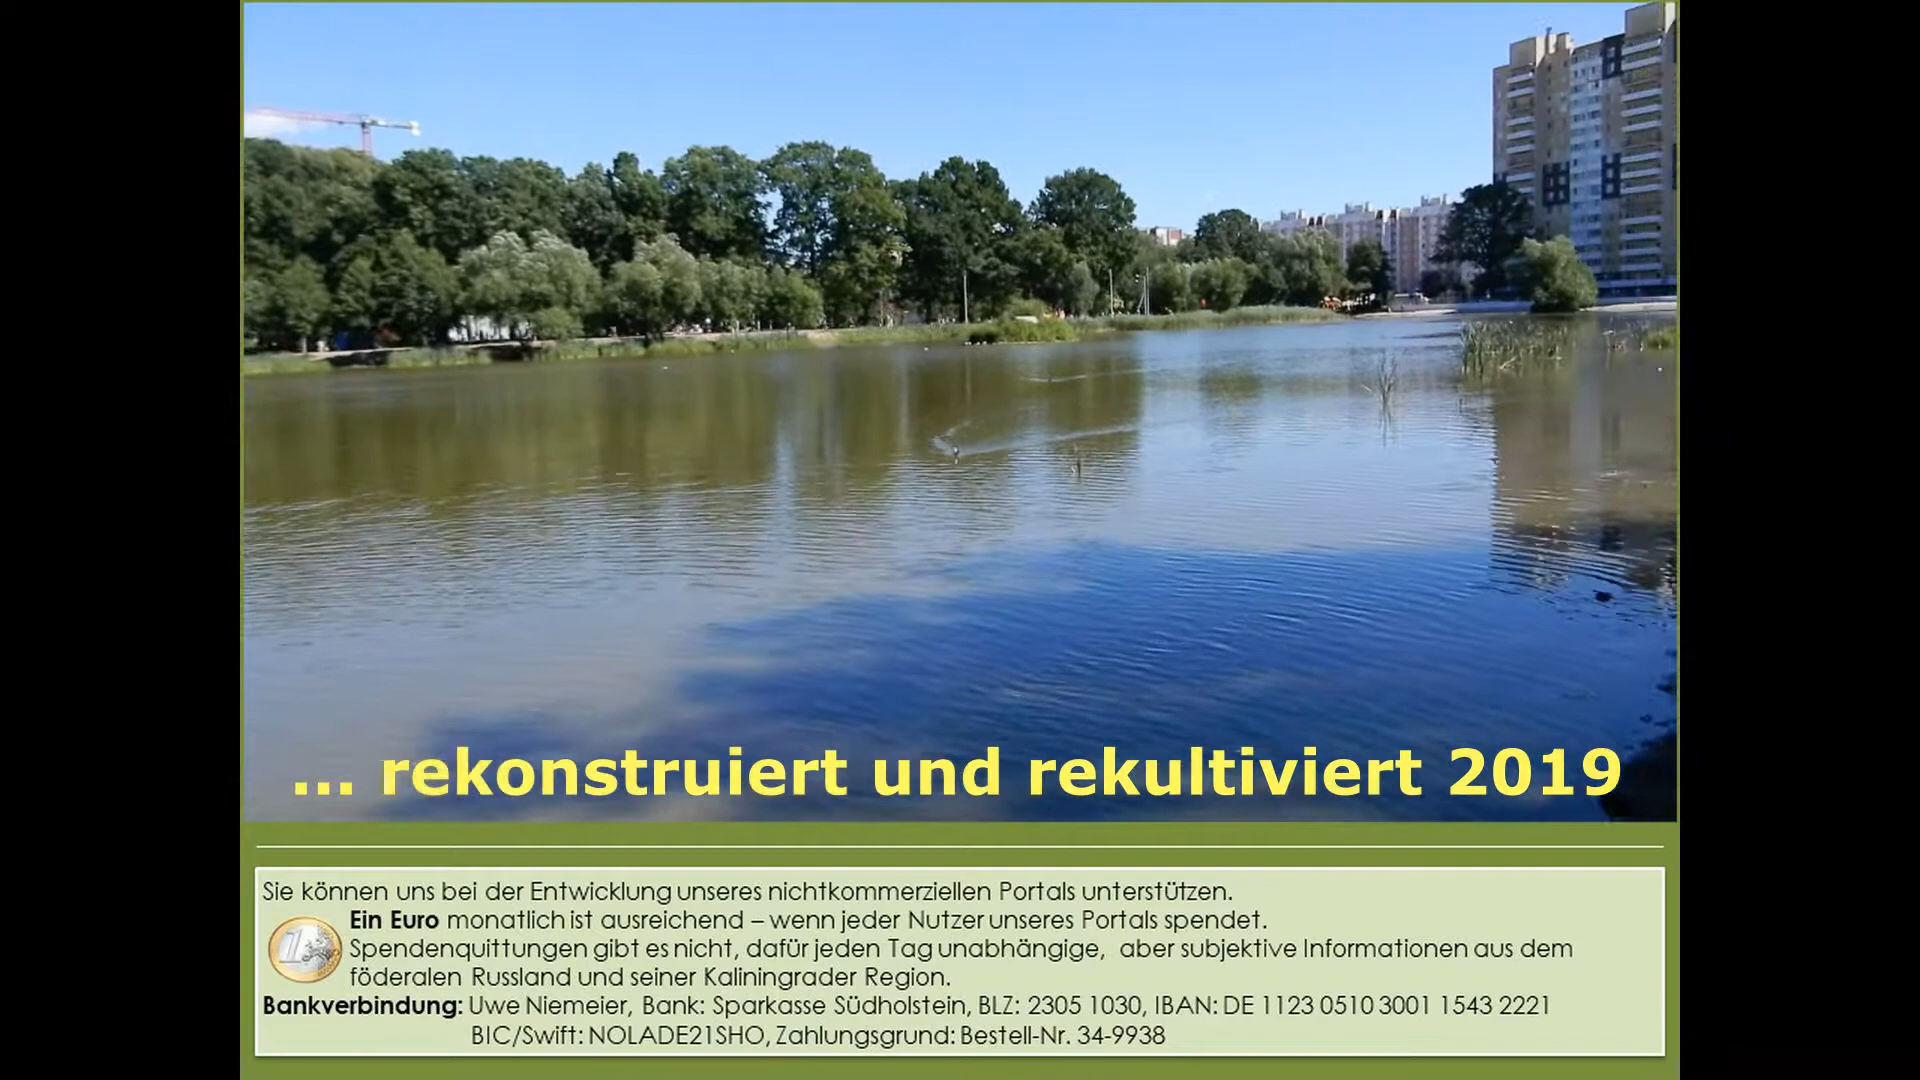 ... rekonstruiert und rekultiviert 2019
Sie können uns bei der Entwicklung unseres nichtkommerziellen Portals unterstützen.
Ein Euro monatlich ist ausreichend – wenn jeder Nutzer unseres Portals spendet.
Spendenquittungen gibt es nicht, dafür jeden Tag unabhängige, aber subjektive Informationen aus dem
föderalen Russland und seiner Kaliningrader Region.
Bankverbindung: Uwe Niemeier, Bank: Sparkasse Südholstein, BLZ: 2305 1030, IBAN: DE 1123 0510 3001 1543 2221
BIC/Swift: NOLADE21SHO, Zahlungsgrund: Bestell-Nr. 34-9938